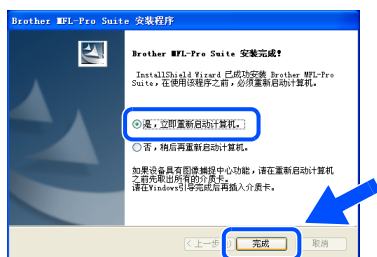 Brother MFL-Pro Suite 安装程序
Brother MFL-Pro Suite 安装完成!
InstallShield Wizard 已成功安装 Brother MFL-Pro
Suite,在使用该程序之前,必须重新启动计算机。
是,立即重新启动计算机。
否,稍后再重新启动计算机。
如果设备具有图像捕捉中心功能,请在重新启动计算机
之前先取出所有的介质卡。
请在Windows引导完成后再插入介质卡。
<上一步 完成 取消